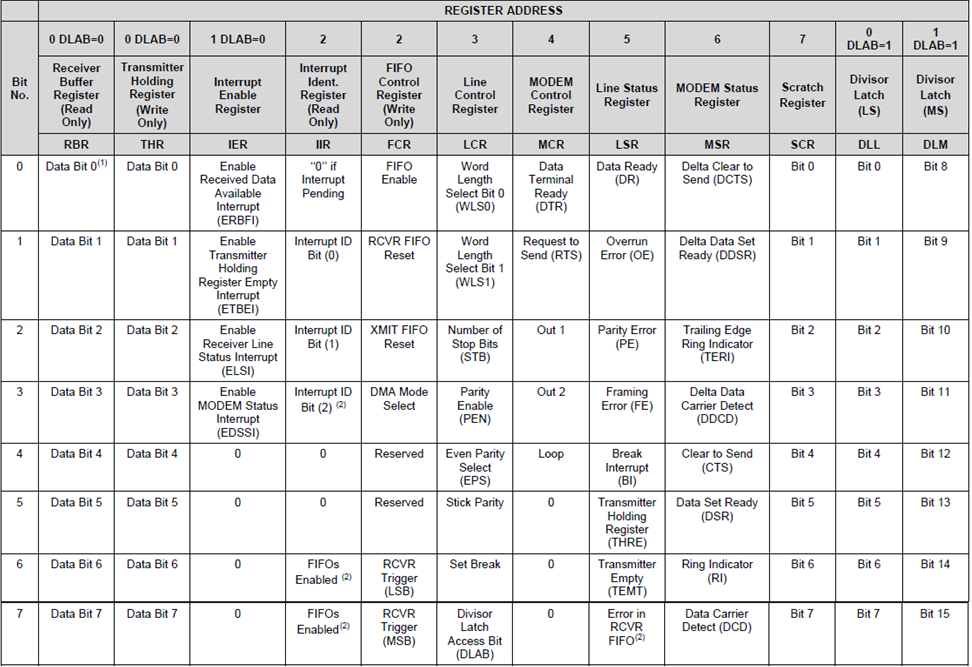 REGISTER ADDRESS
0 DLAB=0 0 DLAB=0 1 DLAB=0 2 2 3 4 5 6 7 0 DLAB=1 1 DLAB=1
Bit No. Receiver Buffer Register (Read Only) Transmitter Holding Register (Write Only) Interrupt Enable Register Interrupt Ident. Register (Read Only) FIFO Control Register (Write Only) Line Control Register MODEM Control Register Line Status Register MODEM Status Register Scratch Register Divisor Latch (LS) Divisor Latch (MS)
RBR THR IER IIR FCR LCR MCR LSR MSR SCR DLL DLM
0 Data Bit 0(1) Data Bit 0 Enable Received Data Available Interrupt (ERBFI) “0” if Interrupt Pending FIFO Enable Word Length Select Bit 0 (WLS0) Data Terminal Ready (DTR) Data Ready (DR) Delta Clear to Send (DCTS) Bit 0 Bit 0 Bit 8
1 Data Bit 1 Data Bit 1 Enable Transmitter Holding Register Empty Interrupt (ETBEI) Interrupt ID Bit (0) RCVR FIFO Reset Word Length Select Bit 1 (WLS1) Request to Send (RTS) Overrun Error (OE) Delta Data Set Ready (DDSR) Bit 1 Bit 1 Bit 9
2 Data Bit 2 Data Bit 2 Enable Receiver Line Status Interrupt (ELSI) Interrupt ID Bit (1) XMIT FIFO Reset Number of Stop Bits (STB) Out 1 Parity Error (PE) Trailing Edge Ring Indicator (TERI) Bit 2 Bit 2 Bit 10
3 Data Bit 3 Data Bit 3 Enable MODEM Status Interrupt (EDSSI) Interrupt ID Bit (2) (2) DMA Mode Select Parity Enable (PEN) Out 2 Framing Error (FE) Delta Data Carrier Detect (DDCD) Bit 3 Bit 3 Bit 11
4 Data Bit 4 Data Bit 4 0 0 Reserved Even Parity Select (EPS) Loop Break Interrupt (BI) Clear to Send (CTS) Bit 4 Bit 4 Bit 12
5 Data Bit 5 Data Bit 5 0 0 Reserved Stick Parity 0 Transmitter Holding Register (THRE) Data Set Ready (DSR) Bit 5 Bit 5 Bit 13
6 Data Bit 6 Data Bit 6 0 FIFOs Enabled (2) RCVR Trigger (LSB) Set Break 0 Transmitter Empty (TEMT) Ring Indicator (RI) Bit 6 Bit 6 Bit 14
7 Data Bit 7 Data Bit 7 0 FIFOs Enabled(2) RCVR Trigger (MSB) Divisor Latch Access Bit (DLAB) 0 Error in RCVR FIFO(2) Data Carrier Detect (DCD) Bit 7 Bit 7 Bit 15